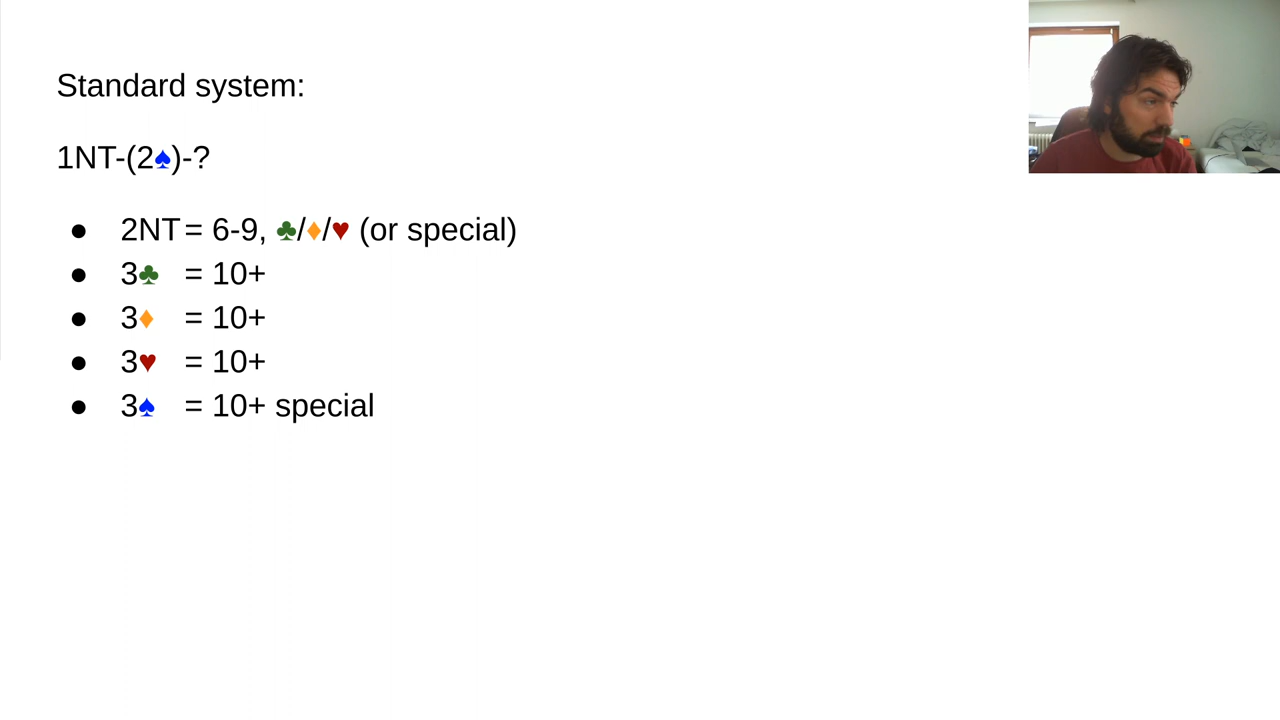 Standard system:
1NT-(2♠)-?
● 2NT = 6-9, ♣/♦/♥ (or special)
● 3♣ = 10+
● 3♦ = 10+
● 3♥ = 10+
● 3♠ = 10+ special